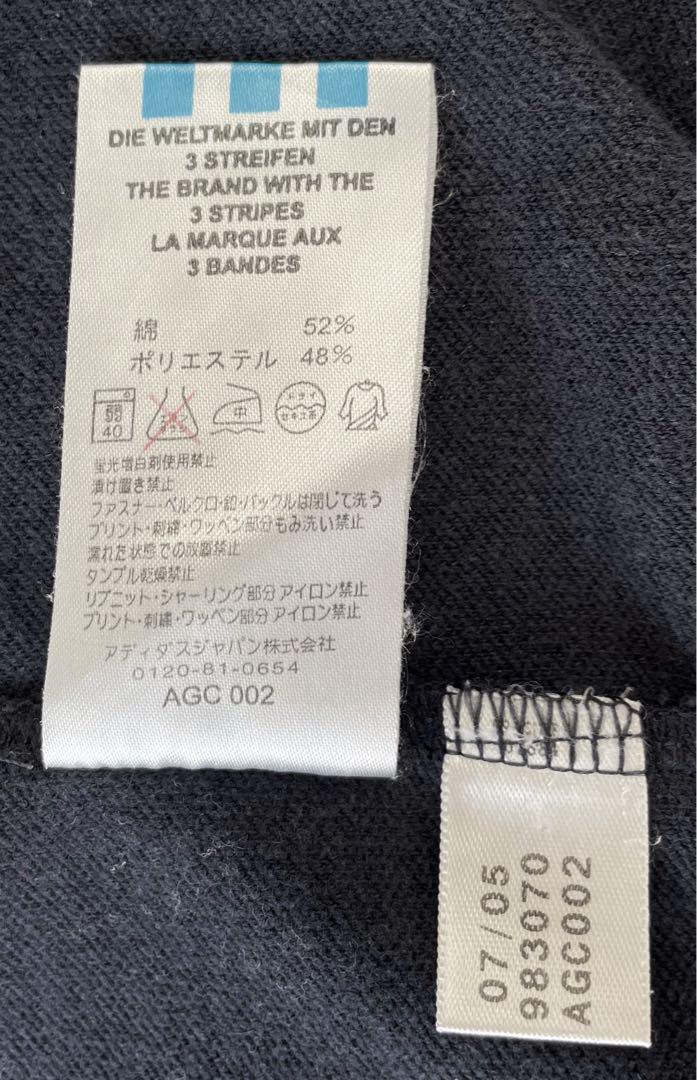 DIE WELTMARKE MIT DEN
3 STREIFEN
THE BRAND WITH THE
3 STRIPES
LA MARQUE AUX
3 BANDES
綿 52%
ポリエステル 48%
弱
40
中
ドライ
セキユ系
蛍光増白剤使用禁止
漬け置き禁止
ファスナー・ベルクロ・釦・バックルは閉じて洗う
プリント・刺繍・ワッペン部分もみ洗い禁止
濡れた状態での放置禁止
タンブル乾燥禁止
リブニット・シャーリング部分アイロン禁止
プリント・刺繍・ワッペン部分アイロン禁止
アディダスジャパン株式会社
0120-81-0654
AGC 002
07/05
983070
AGC002